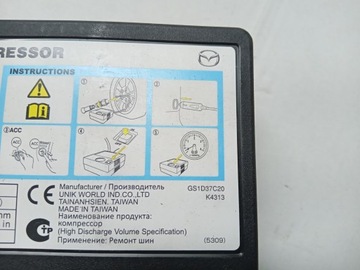 RESSOR
INSTRUCTIONS
ACC
Manufacturer / Производитель
UNIK WORLD IND.CO.,LTD
TAINANHSIEN, TAIWAN
Made in TAIWAN
Наименование продукта:
компрессор
(High Discharge Volume Specification)
Применение: Ремонт шин
GS1D37C20
K4313
(5309)
CE